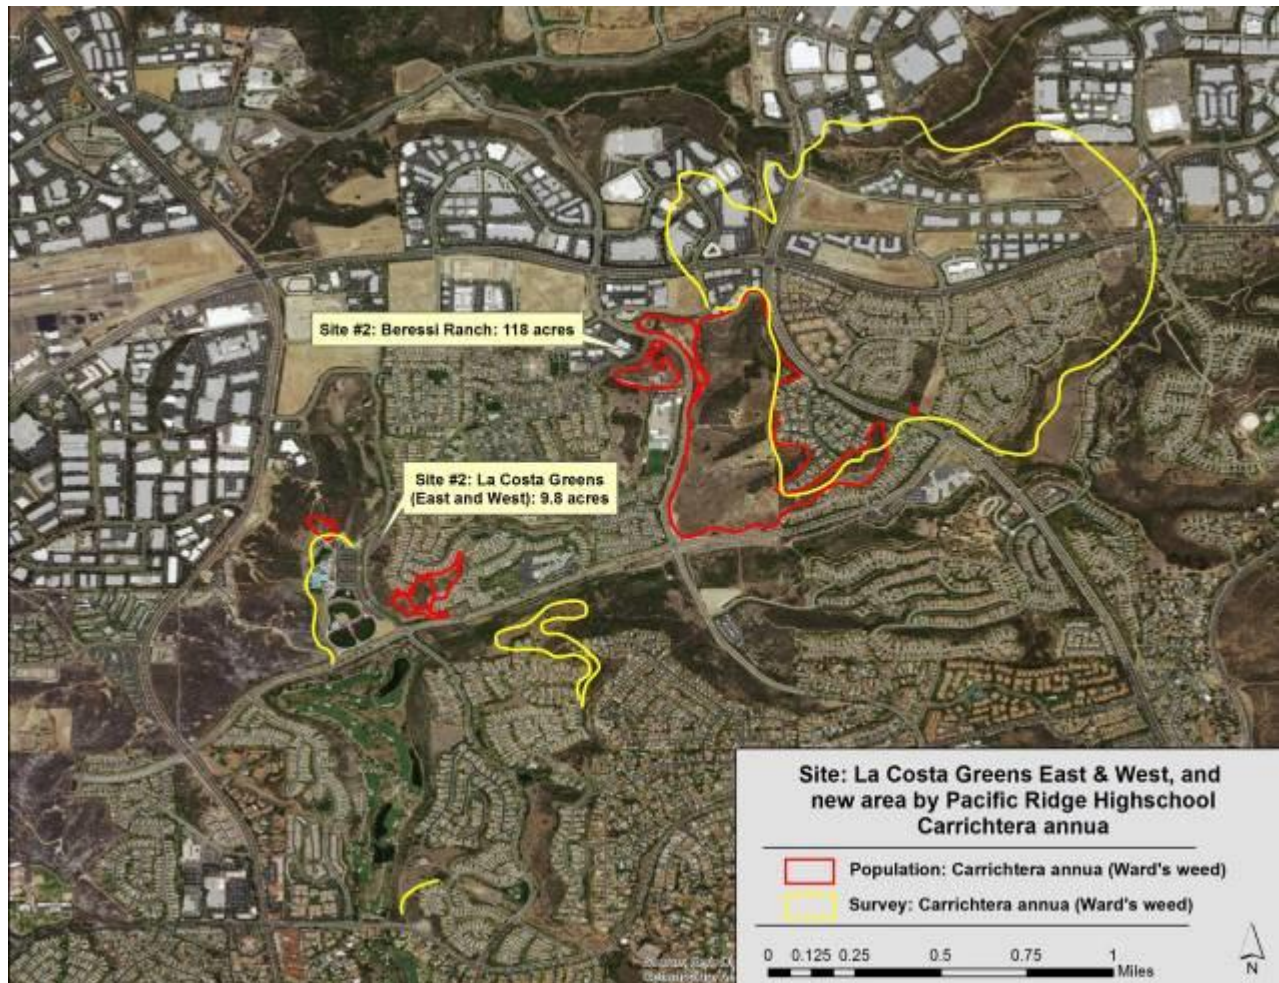 Site #2: Beressi Ranch: 118 acres
Site #2: La Costa Greens
(East and West): 9.8 acres
Site: La Costa Greens East & West, and
new area by Pacific Ridge Highschool
Carrichtera annua
Population: Carrichtera annua (Ward's weed)
Survey: Carrichtera annua (Ward's weed)
0 0.125 0.25 0.5 0.75 1
Miles
N